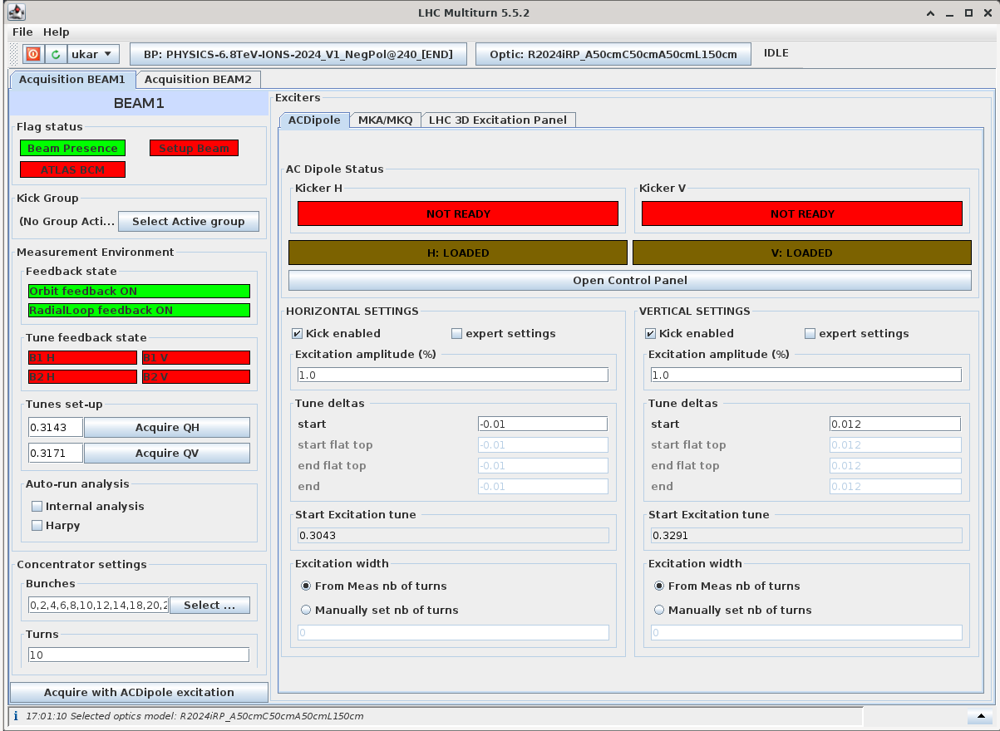 LHC Multiturn 5.5.2
File Help
ukar BP: PHYSICS-6.8TeV-IONS-2024_V1_NegPol@240_[END] Optic: R2024iRP_A50cmC50cmA50cmL150cm IDLE
Acquisition BEAM1 Acquisition BEAM2
BEAM1
Flag status
Beam Presence Setup Beam
ATLAS BCM
Kick Group
(No Group Acti... Select Active group
Measurement Environment
Feedback state
Orbit feedback ON
RadialLoop feedback ON
Tune feedback state
B1 H B1 V
B2 H B2 V
Tunes set-up
0.3143 Acquire QH
0.3171 Acquire QV
Auto-run analysis
Internal analysis
Harpy
Concentrator settings
Bunches
0,2,4,6,8,10,12,14,18,20,2 Select ...
Turns
10
Acquire with ACDipole excitation
Exciters
ACDipole MKA/MKQ LHC 3D Excitation Panel
AC Dipole Status
Kicker H Kicker V
NOT READY NOT READY
H: LOADED V: LOADED
Open Control Panel
HORIZONTAL SETTINGS
Kick enabled expert settings
Excitation amplitude (%)
1.0
Tune deltas
start -0.01
start flat top -0.01
end flat top -0.01
end -0.01
Start Excitation tune
0.3043
Excitation width
From Meas nb of turns
Manually set nb of turns
0
VERTICAL SETTINGS
Kick enabled expert settings
Excitation amplitude (%)
1.0
Tune deltas
start 0.012
start flat top 0.012
end flat top 0.012
end 0.012
Start Excitation tune
0.3291
Excitation width
From Meas nb of turns
Manually set nb of turns
0
17:01:10 Selected optics model: R2024iRP_A50cmC50cmA50cmL150cm